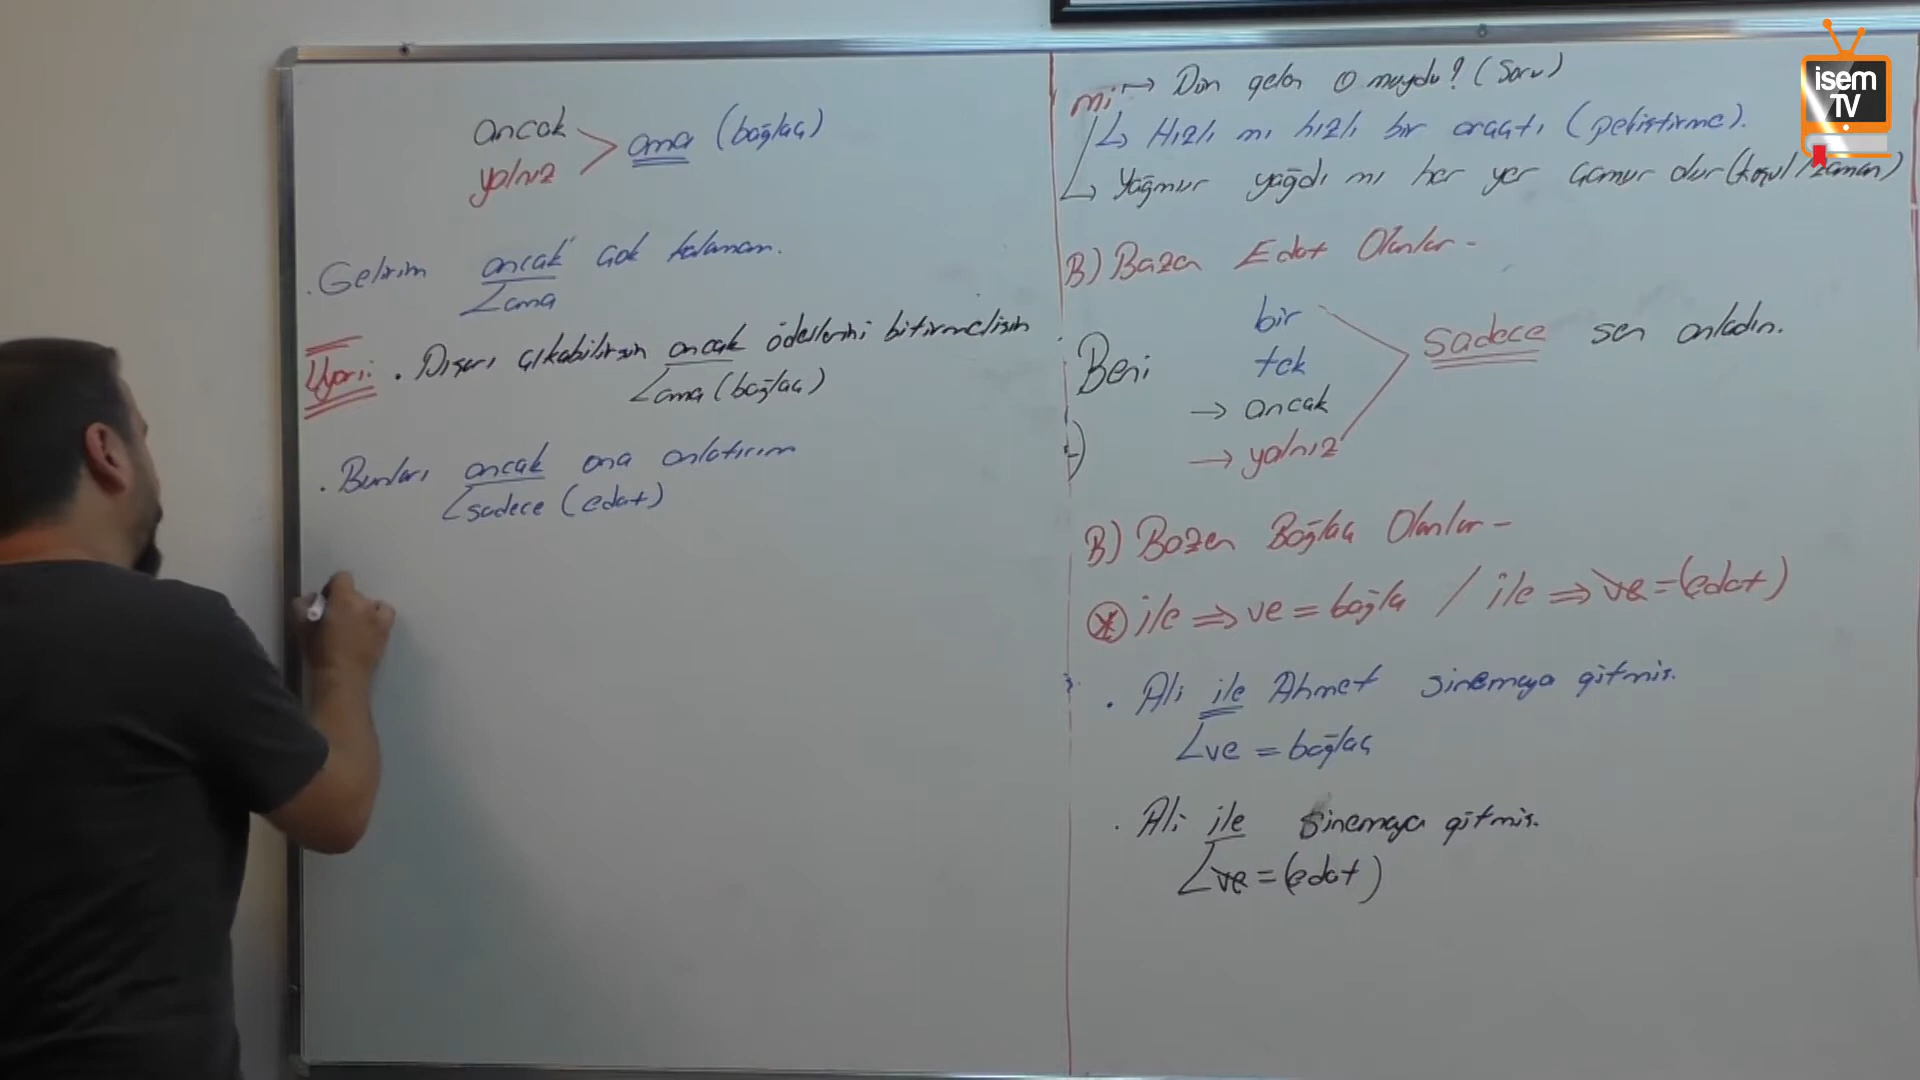 ancak
yalnız > ama (bağlaç)
. Gelirim ancak çok kalamam.
ama
Uyarı: . Dışarı çıkabilirsin ancak ödevlerini bitirmelisin
ama (bağlaç)
. Bunları ancak ona anlatırım
sadece (edat)
mi → Dün gelen o muydu? (Soru)
↳ Hızlı mı hızlı bir araçtı (pekiştirme).
↳ Yağmur yağdı mı her yer çamur olur (koşul/zaman)
B) Bazen Edat Olanlar -
bir
tek
Beni sadece sen anladın.
→ ancak
→ yalnız
B) Bazen Bağlaç Olanlar -
* ile ⇒ ve = bağla / ile ⇒ ve = (edat)
. Ali ile Ahmet sinemaya gitmiş.
ve = bağlaç
. Ali ile sinemaya gitmiş.
ve = (edat)
isem
TV